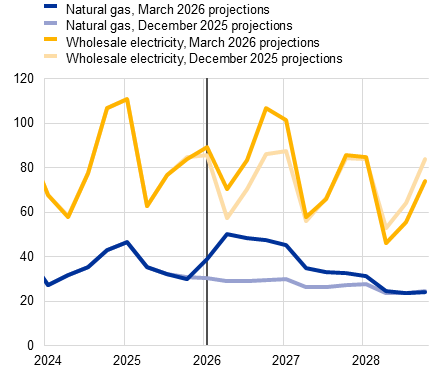 Natural gas, March 2026 projections
Natural gas, December 2025 projections
Wholesale electricity, March 2026 projections
Wholesale electricity, December 2025 projections
120
100
80
60
40
20
0
2024 2025 2026 2027 2028